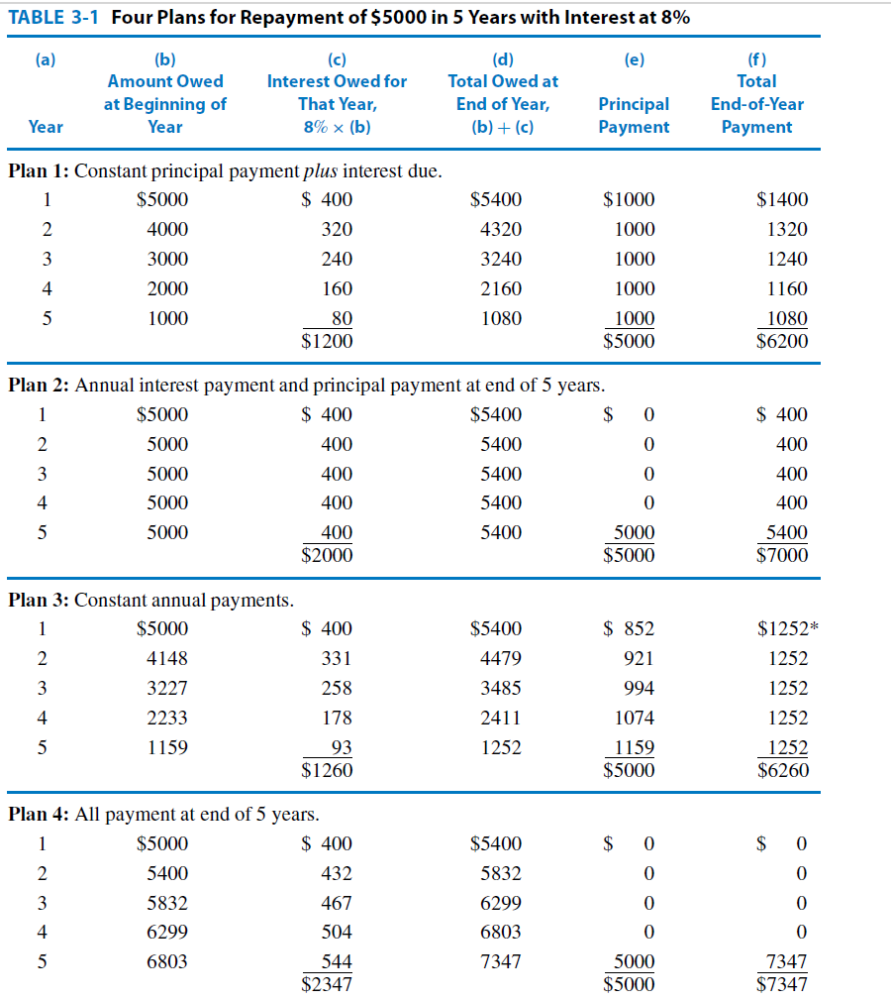 TABLE 3-1 Four Plans for Repayment of $5000 in 5 Years with Interest at 8%
(a) (b) (c) (d) (e) (f)
Amount Owed Interest Owed for Total Owed at Total
at Beginning of That Year, End of Year, Principal End-of-Year
Year Year 8% × (b) (b) + (c) Payment Payment
Plan 1: Constant principal payment plus interest due.
1 $5000 $ 400 $5400 $1000 $1400
2 4000 320 4320 1000 1320
3 3000 240 3240 1000 1240
4 2000 160 2160 1000 1160
5 1000 80 1080 1000 1080
$1200 $5000 $6200
Plan 2: Annual interest payment and principal payment at end of 5 years.
1 $5000 $ 400 $5400 $ 0 $ 400
2 5000 400 5400 0 400
3 5000 400 5400 0 400
4 5000 400 5400 0 400
5 5000 400 5400 5000 5400
$2000 $5000 $7000
Plan 3: Constant annual payments.
1 $5000 $ 400 $5400 $ 852 $1252*
2 4148 331 4479 921 1252
3 3227 258 3485 994 1252
4 2233 178 2411 1074 1252
5 1159 93 1252 1159 1252
$1260 $5000 $6260
Plan 4: All payment at end of 5 years.
1 $5000 $ 400 $5400 $ 0 $ 0
2 5400 432 5832 0 0
3 5832 467 6299 0 0
4 6299 504 6803 0 0
5 6803 544 7347 5000 7347
$2347 $5000 $7347